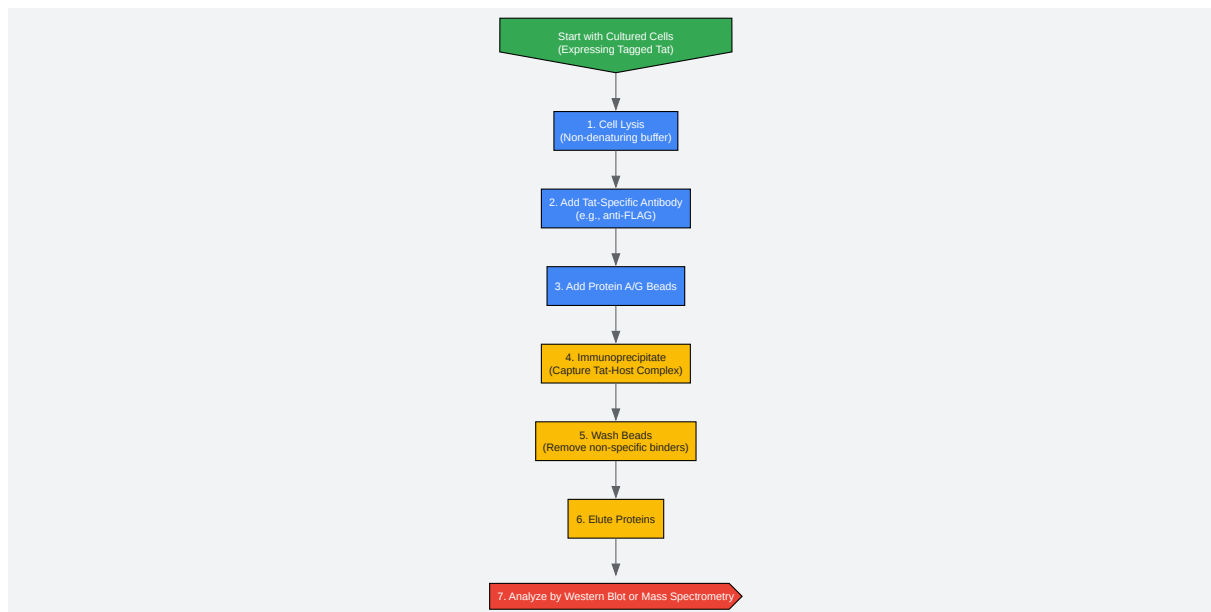 Start with Cultured Cells
(Expressing Tagged Tat)
1. Cell Lysis
(Non-denaturing buffer)
2. Add Tat-Specific Antibody
(e.g., anti-FLAG)
3. Add Protein A/G Beads
4. Immunoprecipitate
(Capture Tat-Host Complex)
5. Wash Beads
(Remove non-specific binders)
6. Elute Proteins
7. Analyze by Western Blot or Mass Spectrometry